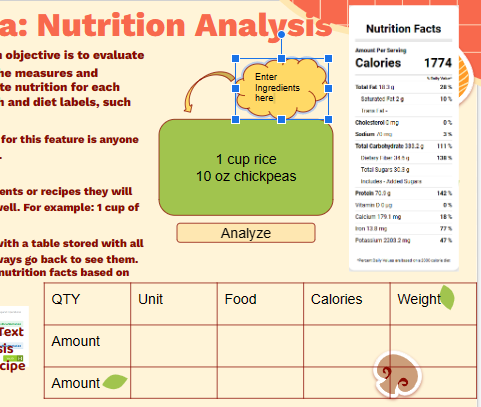 a: Nutrition Analysis
objective is to evaluate
measures and
te nutrition for each
and diet labels, such
for this feature is anyone
ents or recipes they will
vell. For example: 1 cup of
with a table stored with all
ays go back to see them.
nutrition facts based on
Text
sis
cipe
Enter
Ingredients
here
1 cup rice
10 oz chickpeas
Analyze
Nutrition Facts
Amount Per Serving
Calories 1774
% Daily Value*
Total Fat 18.3 g 28 %
Saturated Fat 2 g 10 %
Trans Fat -
Cholesterol 0 mg 0 %
Sodium 70 mg 3 %
Total Carbohydrate 333.2 g 111 %
Dietary Fiber 34.6 g 138 %
Total Sugars 30.3 g
Includes - Added Sugars
Protein 70.9 g 142 %
Vitamin D 0 µg 0 %
Calcium 179.1 mg 18 %
Iron 13.8 mg 77 %
Potassium 2203.2 mg 47 %
*Percent Daily Values are based on a 2000 calorie diet
QTY Unit Food Calories Weight
Amount
Amount